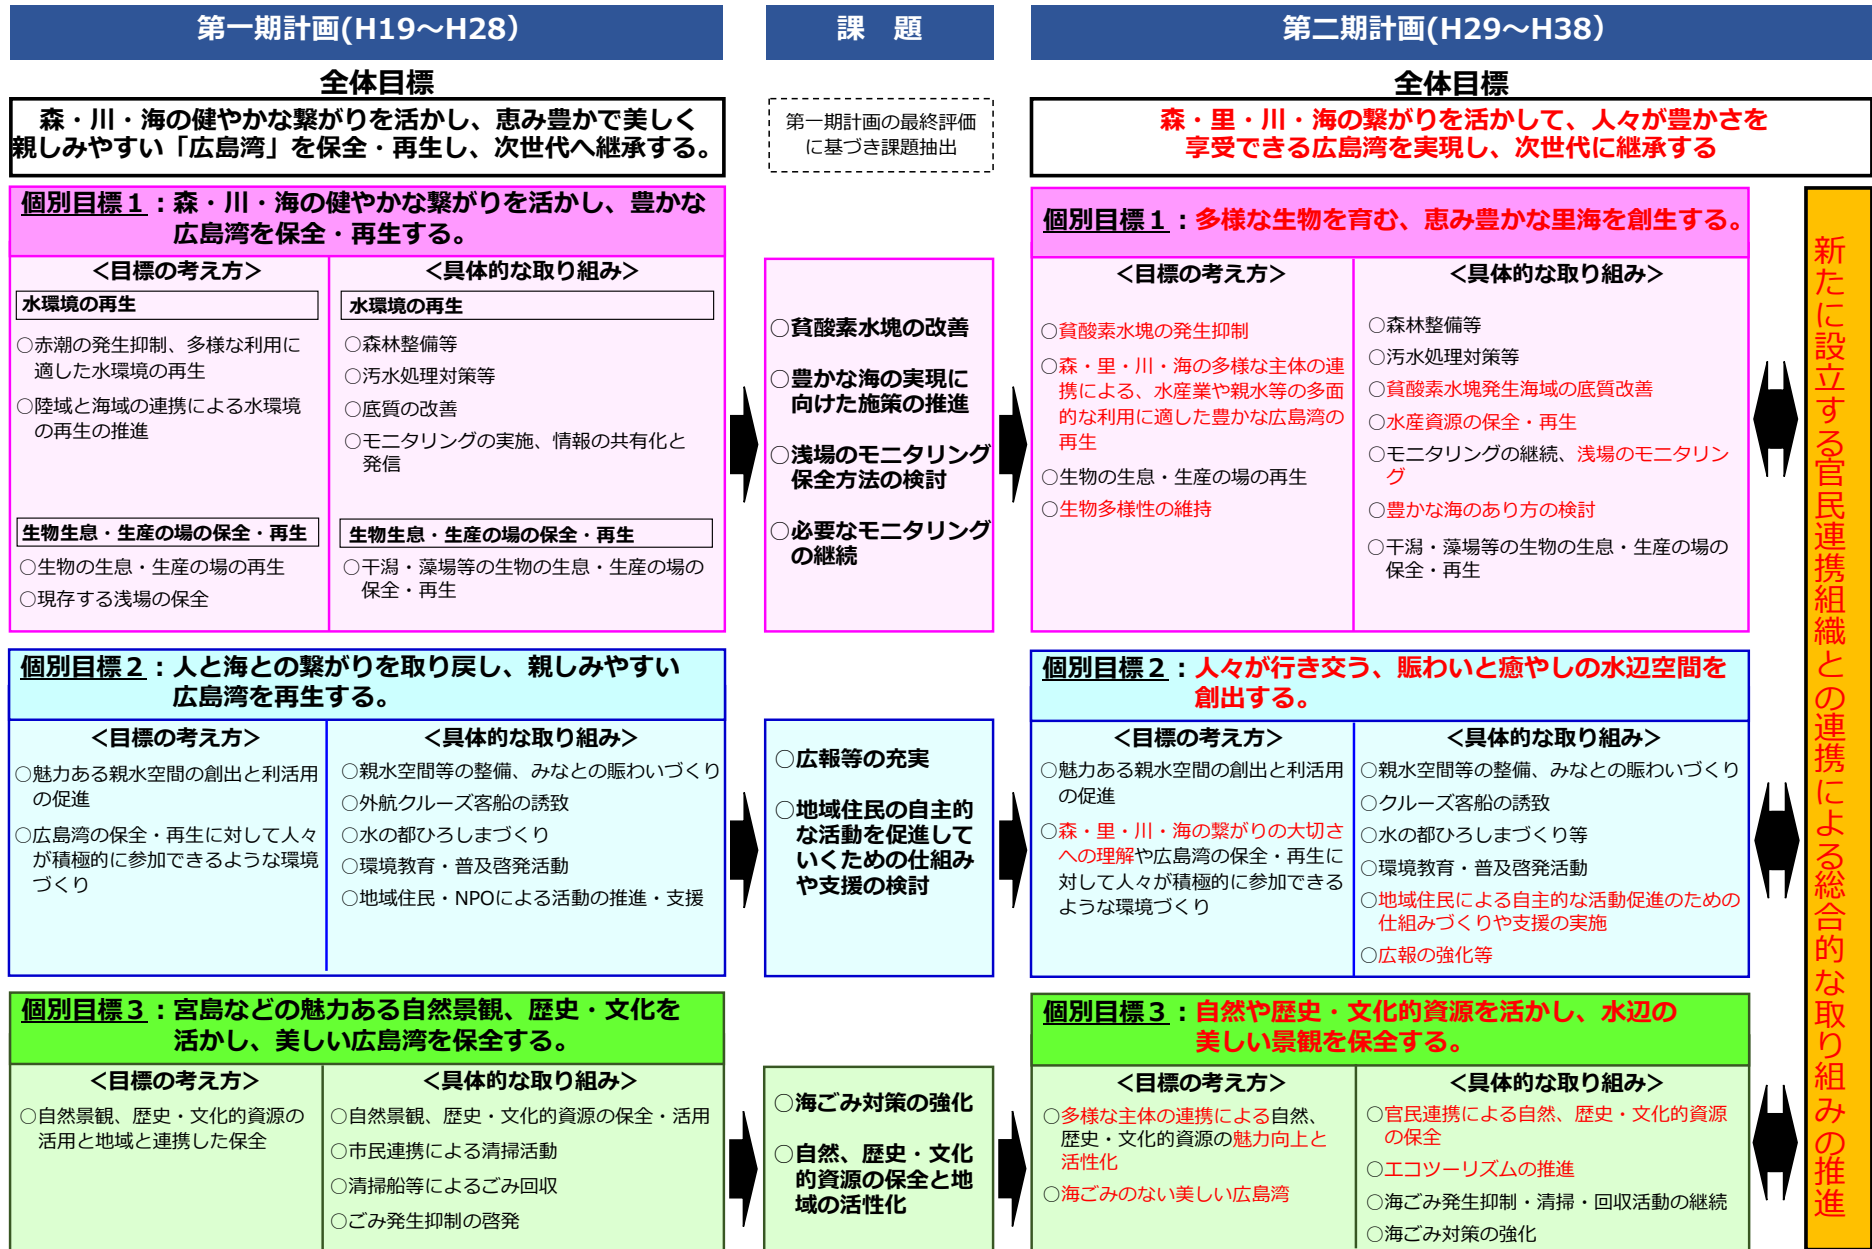 第一期計画(H19～H28)
全体目標
森・川・海の健やかな繋がりを活かし、恵み豊かで美しく
親しみやすい「広島湾」を保全・再生し、次世代へ継承する。
個別目標１：森・川・海の健やかな繋がりを活かし、豊かな
広島湾を保全・再生する。
＜目標の考え方＞
水環境の再生
○赤潮の発生抑制、多様な利用に
適した水環境の再生
○陸域と海域の連携による水環境
の再生の推進
生物生息・生産の場の保全・再生
○生物の生息・生産の場の再生
○現存する浅場の保全
＜具体的な取り組み＞
水環境の再生
○森林整備等
○汚水処理対策等
○底質の改善
○モニタリングの実施、情報の共有化と
発信
生物生息・生産の場の保全・再生
○干潟・藻場等の生物の生息・生産の場の
保全・再生
個別目標２：人と海との繋がりを取り戻し、親しみやすい
広島湾を再生する。
＜目標の考え方＞
○魅力ある親水空間の創出と利活用
の促進
○広島湾の保全・再生に対して人々
が積極的に参加できるような環境
づくり
＜具体的な取り組み＞
○親水空間等の整備、みなとの賑わいづくり
○外航クルーズ客船の誘致
○水の都ひろしまづくり
○環境教育・普及啓発活動
○地域住民・NPOによる活動の推進・支援
個別目標３：宮島などの魅力ある自然景観、歴史・文化を
活かし、美しい広島湾を保全する。
＜目標の考え方＞
○自然景観、歴史・文化的資源の
活用と地域と連携した保全
＜具体的な取り組み＞
○自然景観、歴史・文化的資源の保全・活用
○市民連携による清掃活動
○清掃船等によるごみ回収
○ごみ発生抑制の啓発
課　題
第一期計画の最終評価
に基づき課題抽出
○貧酸素水塊の改善
○豊かな海の実現に
向けた施策の推進
○浅場のモニタリング
保全方法の検討
○必要なモニタリング
の継続
○広報等の充実
○地域住民の自主的
な活動を促進して
いくための仕組み
や支援の検討
○海ごみ対策の強化
○自然、歴史・文化
的資源の保全と地
域の活性化
第二期計画(H29～H38)
全体目標
森・里・川・海の繋がりを活かして、人々が豊かさを
享受できる広島湾を実現し、次世代に継承する
個別目標１：多様な生物を育む、恵み豊かな里海を創生する。
＜目標の考え方＞
○貧酸素水塊の発生抑制
○森・里・川・海の多様な主体の連
携による、水産業や親水等の多面
的な利用に適した豊かな広島湾の
再生
○生物の生息・生産の場の再生
○生物多様性の維持
＜具体的な取り組み＞
○森林整備等
○汚水処理対策等
○貧酸素水塊発生海域の底質改善
○水産資源の保全・再生
○モニタリングの継続、浅場のモニタリン
グ
○豊かな海のあり方の検討
○干潟・藻場等の生物の生息・生産の場の
保全・再生
個別目標２：人々が行き交う、賑わいと癒やしの水辺空間を
創出する。
＜目標の考え方＞
○魅力ある親水空間の創出と利活用
の促進
○森・里・川・海の繋がりの大切さ
への理解や広島湾の保全・再生に
対して人々が積極的に参加できる
ような環境づくり
＜具体的な取り組み＞
○親水空間等の整備、みなとの賑わいづくり
○クルーズ客船の誘致
○水の都ひろしまづくり等
○環境教育・普及啓発活動
○地域住民による自主的な活動促進のための
仕組みづくりや支援の実施
○広報の強化等
個別目標３：自然や歴史・文化的資源を活かし、水辺の
美しい景観を保全する。
＜目標の考え方＞
○多様な主体の連携による自然、
歴史・文化的資源の魅力向上と
活性化
○海ごみのない美しい広島湾
＜具体的な取り組み＞
○官民連携による自然、歴史・文化的資源
の保全
○エコツーリズムの推進
○海ごみ発生抑制・清掃・回収活動の継続
○海ごみ対策の強化
新たに設立する官民連携組織との連携による総合的な取り組みの推進